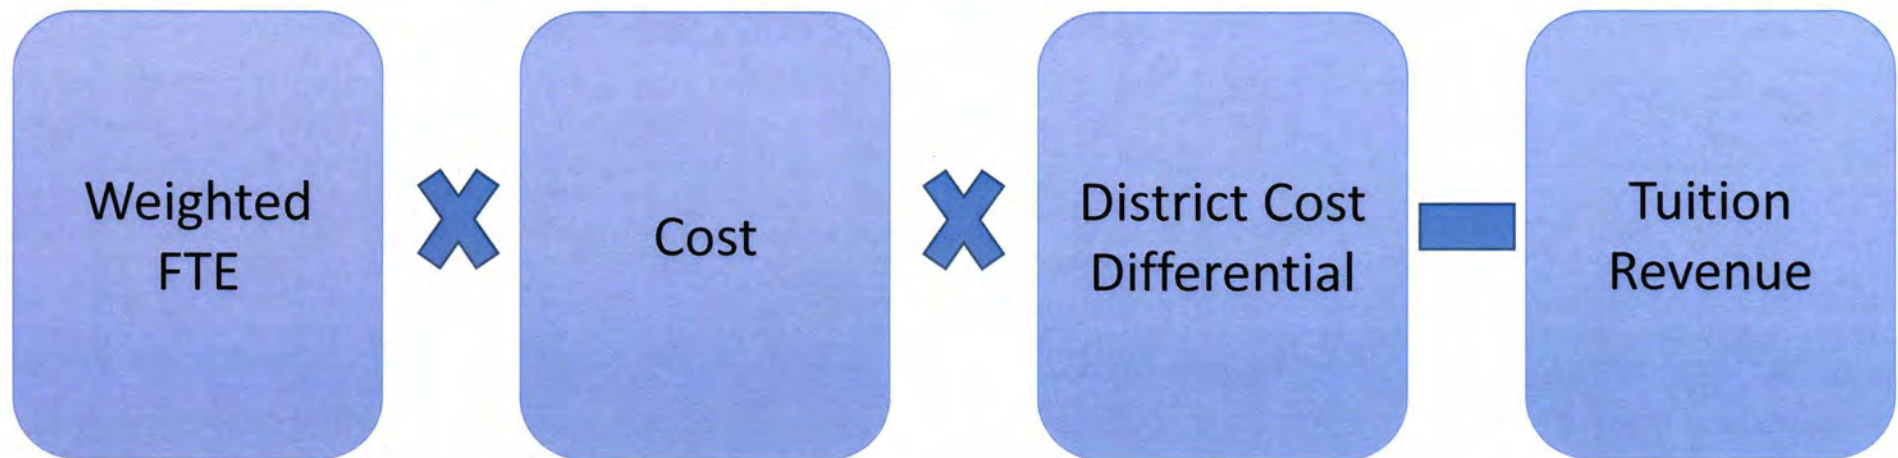 Weighted
FTE
Cost
District Cost
Differential
Tuition
Revenue